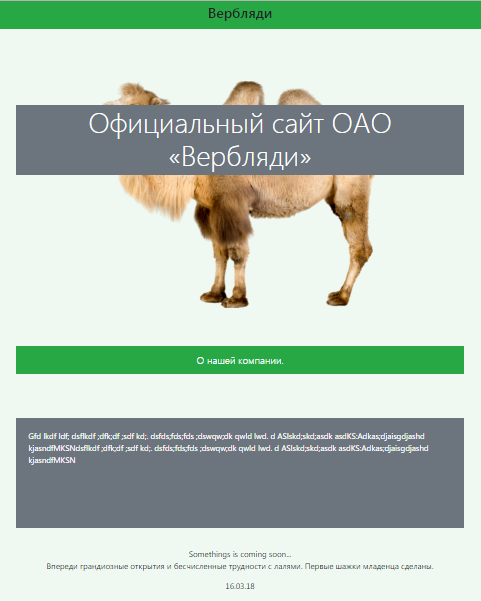 Вербляди
Официальный сайт ОАО
«Вербляди»
О нашей компании.
Gfd lkdf ldf; dsflkdf ;dfk;df ;sdf kd;. dsfds;fds;fds ;dswqw;dk qwld lwd. d ASlskd;skd;asdk asdKS:Adkas;djaisgdjashd
kjasndfMKSNdsflkdf ;dfk;df ;sdf kd;. dsfds;fds;fds ;dswqw;dk qwld lwd. d ASlskd;skd;asdk asdKS:Adkas;djaisgdjashd
kjasndfMKSN
Somethings is coming soon...
Впереди грандиозные открытия и бесчисленные трудности с лалями. Первые шажки младенца сделаны.
16.03.18